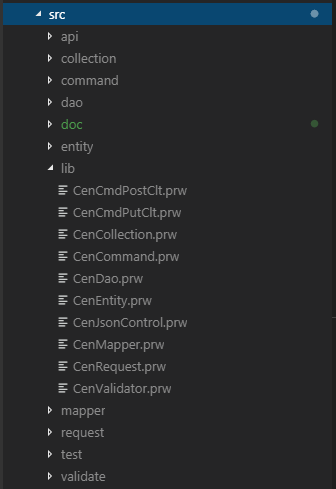 src
api
collection
command
dao
doc
entity
lib
CenCmdPostClt.prw
CenCmdPutClt.prw
CenCollection.prw
CenCommand.prw
CenDao.prw
CenEntity.prw
CenJsonControl.prw
CenMapper.prw
CenRequest.prw
CenValidator.prw
mapper
request
test
validate